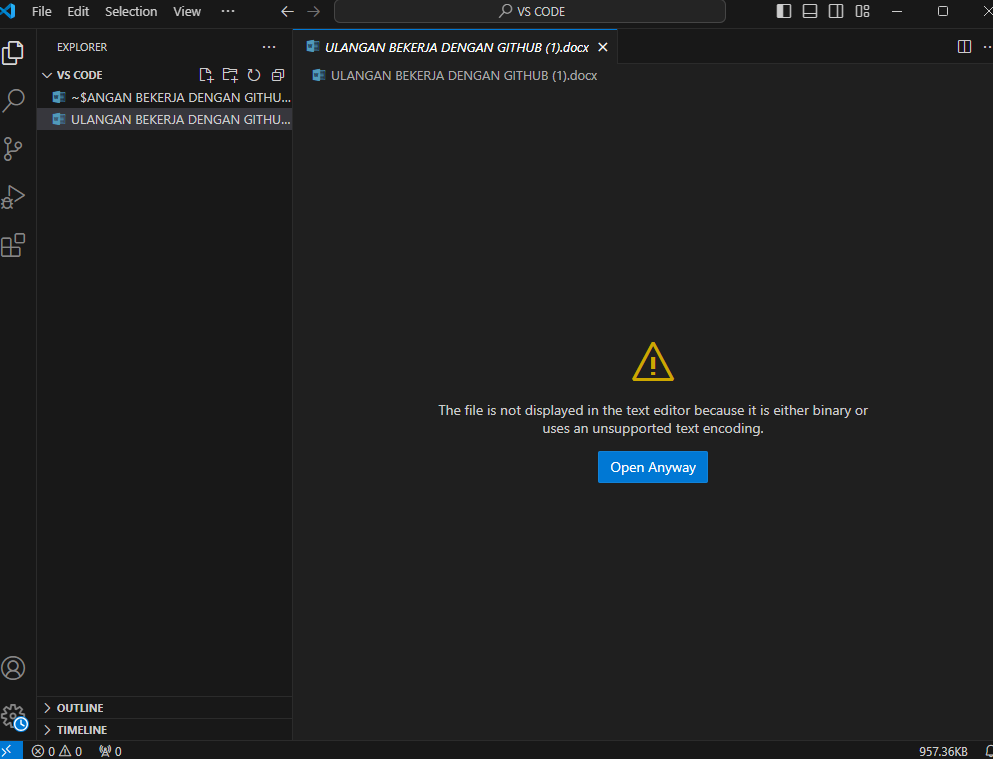 File Edit Selection View ··· VS CODE
EXPLORER ···
VS CODE
~$ANGAN BEKERJA DENGAN GITHU...
ULANGAN BEKERJA DENGAN GITHU...
ULANGAN BEKERJA DENGAN GITHUB (1).docx
ULANGAN BEKERJA DENGAN GITHUB (1).docx
The file is not displayed in the text editor because it is either binary or
uses an unsupported text encoding.
Open Anyway
OUTLINE
TIMELINE
0 0 0 957.36KB